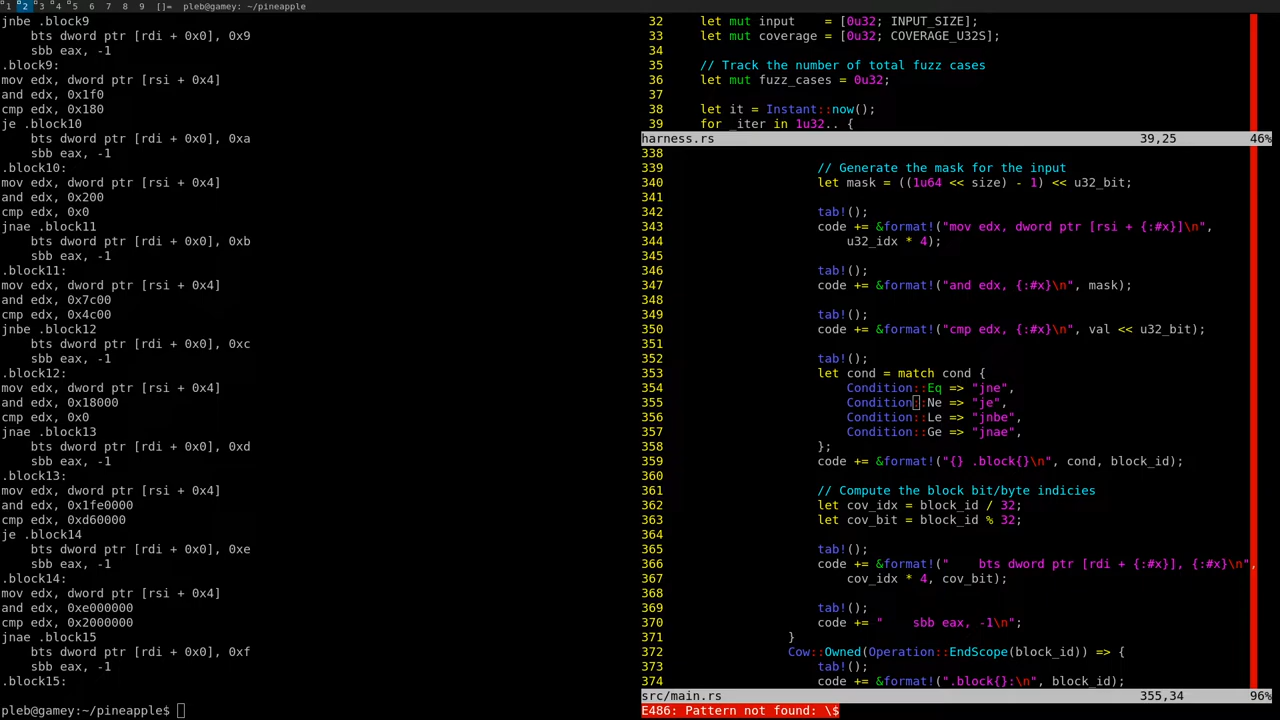 1 2 3 4 5 6 7 8 9 []= pleb@gamey: ~/pineapple
jnbe .block9
    bts dword ptr [rdi + 0x0], 0x9
    sbb eax, -1
.block9:
mov edx, dword ptr [rsi + 0x4]
and edx, 0x1f0
cmp edx, 0x180
je .block10
    bts dword ptr [rdi + 0x0], 0xa
    sbb eax, -1
.block10:
mov edx, dword ptr [rsi + 0x4]
and edx, 0x200
cmp edx, 0x0
jnae .block11
    bts dword ptr [rdi + 0x0], 0xb
    sbb eax, -1
.block11:
mov edx, dword ptr [rsi + 0x4]
and edx, 0x7c00
cmp edx, 0x4c00
jnbe .block12
    bts dword ptr [rdi + 0x0], 0xc
    sbb eax, -1
.block12:
mov edx, dword ptr [rsi + 0x4]
and edx, 0x18000
cmp edx, 0x0
jnae .block13
    bts dword ptr [rdi + 0x0], 0xd
    sbb eax, -1
.block13:
mov edx, dword ptr [rsi + 0x4]
and edx, 0x1fe0000
cmp edx, 0xd60000
je .block14
    bts dword ptr [rdi + 0x0], 0xe
    sbb eax, -1
.block14:
mov edx, dword ptr [rsi + 0x4]
and edx, 0xe000000
cmp edx, 0x2000000
jnae .block15
    bts dword ptr [rdi + 0x0], 0xf
    sbb eax, -1
.block15:
pleb@gamey:~/pineapple$
32     let mut input    = [0u32; INPUT_SIZE];
33     let mut coverage = [0u32; COVERAGE_U32S];
34
35     // Track the number of total fuzz cases
36     let mut fuzz_cases = 0u32;
37
38     let it = Instant::now();
39     for _iter in 1u32.. {
harness.rs 39,25 46%
338
339                     // Generate the mask for the input
340                     let mask = ((1u64 << size) - 1) << u32_bit;
341
342                     tab!();
343                     code += &format!("mov edx, dword ptr [rsi + {:#x}]\n",
344                         u32_idx * 4);
345
346                     tab!();
347                     code += &format!("and edx, {:#x}\n", mask);
348
349                     tab!();
350                     code += &format!("cmp edx, {:#x}\n", val << u32_bit);
351
352                     tab!();
353                     let cond = match cond {
354                         Condition::Eq => "jne",
355                         Condition::Ne => "je",
356                         Condition::Le => "jnbe",
357                         Condition::Ge => "jnae",
358                     };
359                     code += &format!("{} .block{}\n", cond, block_id);
360
361                     // Compute the block bit/byte indicies
362                     let cov_idx = block_id / 32;
363                     let cov_bit = block_id % 32;
364
365                     tab!();
366                     code += &format!("    bts dword ptr [rdi + {:#x}], {:#x}\n",
367                         cov_idx * 4, cov_bit);
368
369                     tab!();
370                     code += "    sbb eax, -1\n";
371                 }
372                 Cow::Owned(Operation::EndScope(block_id)) => {
373                     tab!();
374                     code += &format!(".block{}:\n", block_id);
src/main.rs 355,34 96%
E486: Pattern not found: \$